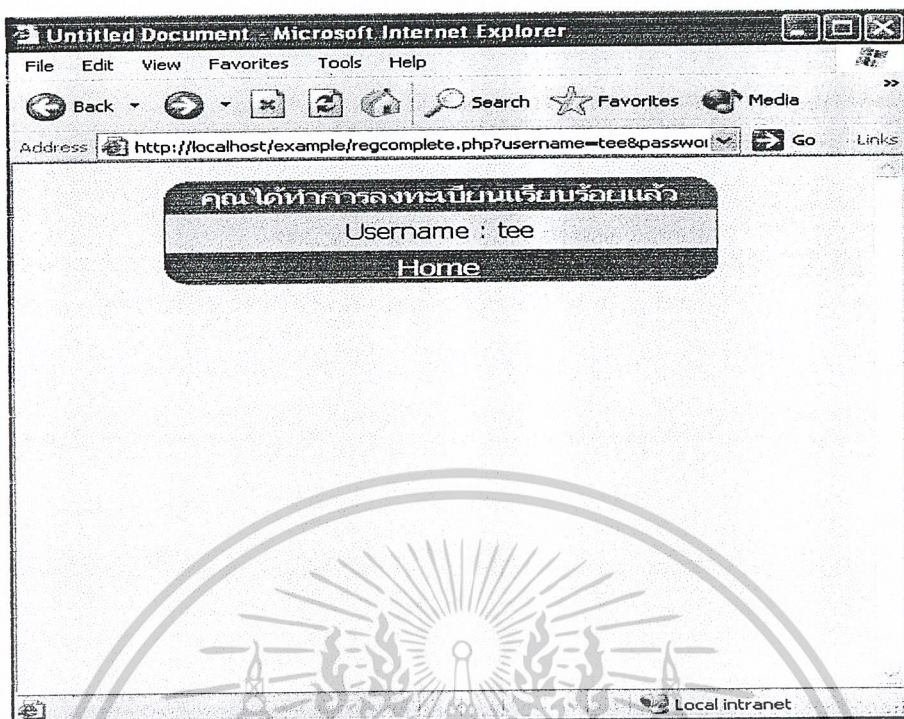 Untitled Document - Microsoft Internet Explorer
File Edit View Favorites Tools Help
Back Search Favorites Media »
Address http://localhost/example/regcomplete.php?username=tee&passwor Go Links
คุณได้ทำการลงทะเบียนเรียบร้อยแล้ว
Username : tee
Home
Local intranet